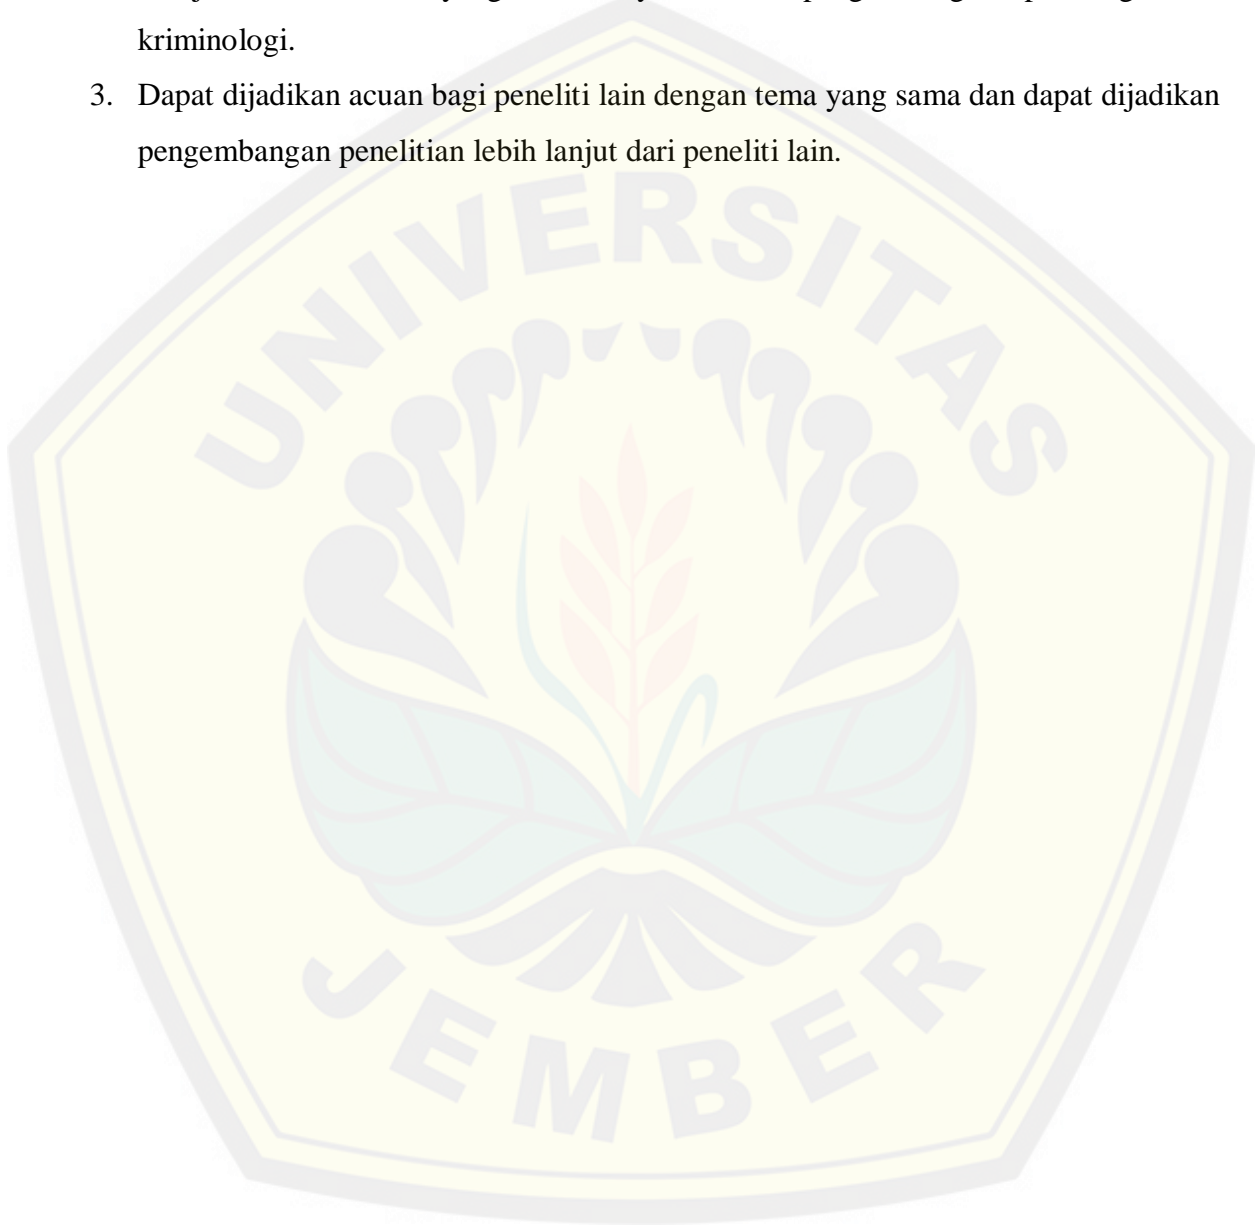 kriminologi.
3. Dapat dijadikan acuan bagi peneliti lain dengan tema yang sama dan dapat dijadikan
pengembangan penelitian lebih lanjut dari peneliti lain.
UNIVERSITAS
JEMBER